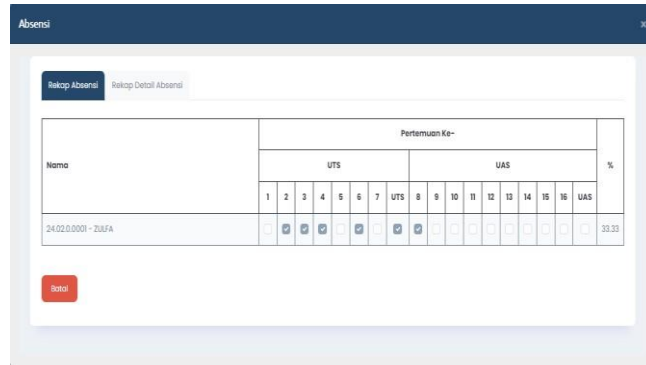 Absensi x
Rekap Absensi Rekap Detail Absensi
Pertemuan Ke-
Nama UTS UAS %
1 2 3 4 5 6 7 UTS 8 9 10 11 12 13 14 15 16 UAS
24.02.0.0001 - ZULFA 33.33
Batal